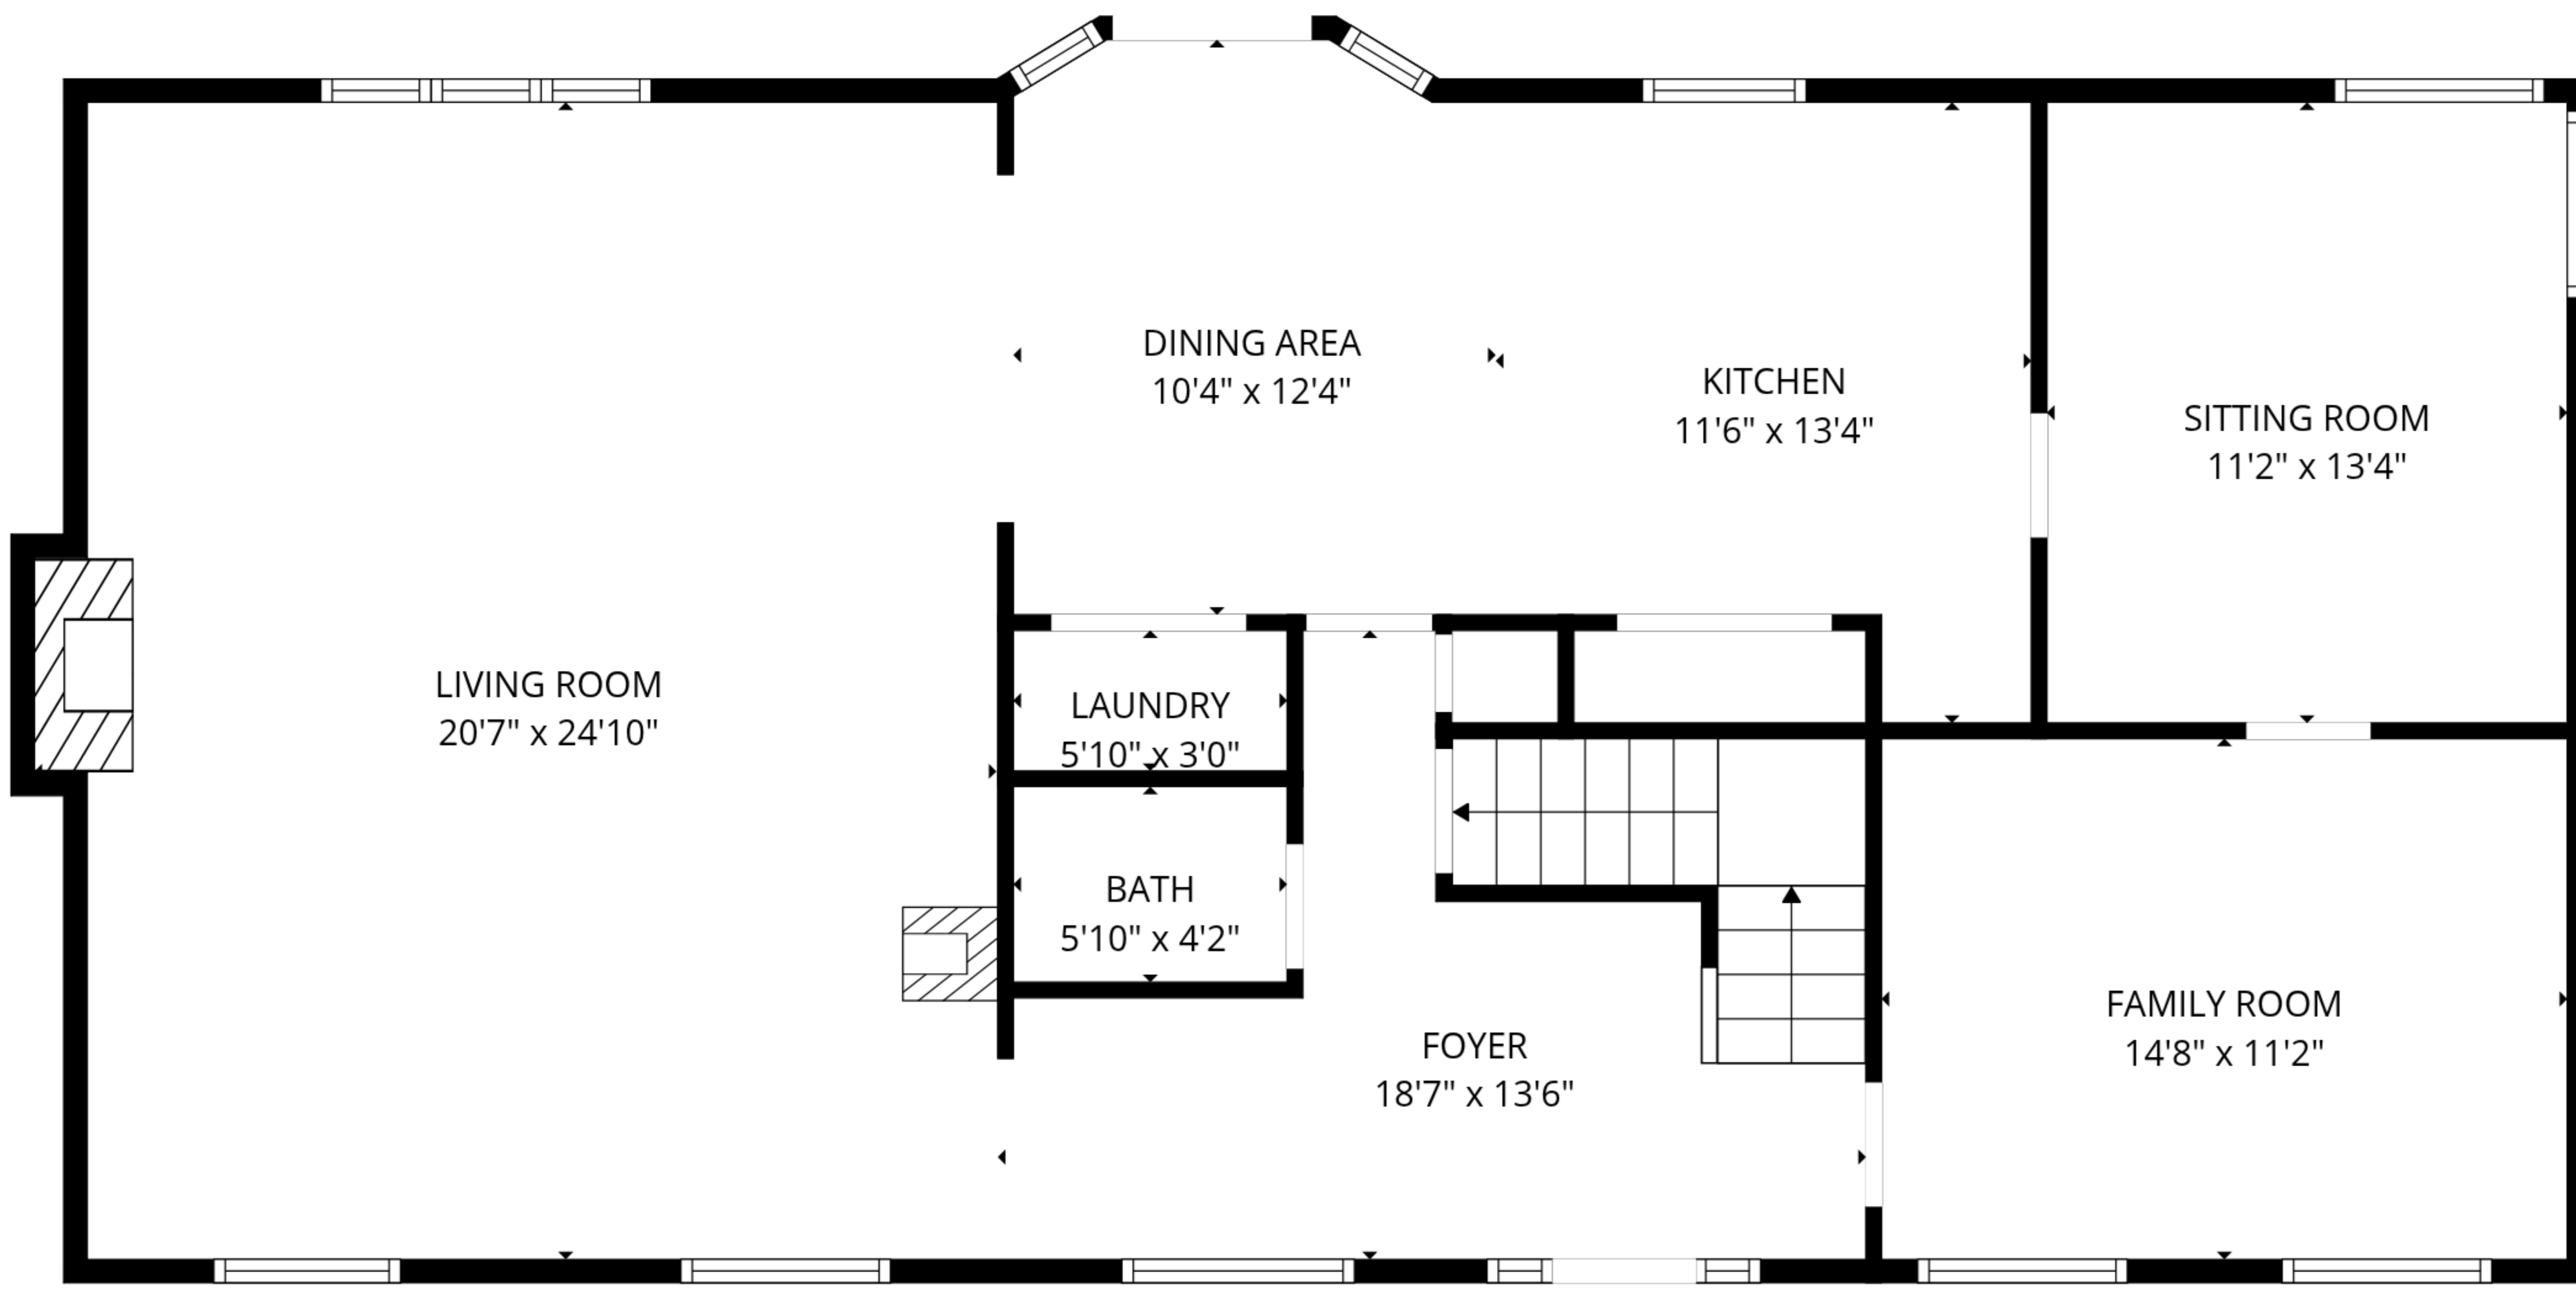 DINING AREA
10'4" x 12'4"
KITCHEN
11'6" x 13'4"
SITTING ROOM
11'2" x 13'4"
LIVING ROOM
20'7" x 24'10"
LAUNDRY
5'10" x 3'0"
BATH
5'10" x 4'2"
FOYER
18'7" x 13'6"
FAMILY ROOM
14'8" x 11'2"